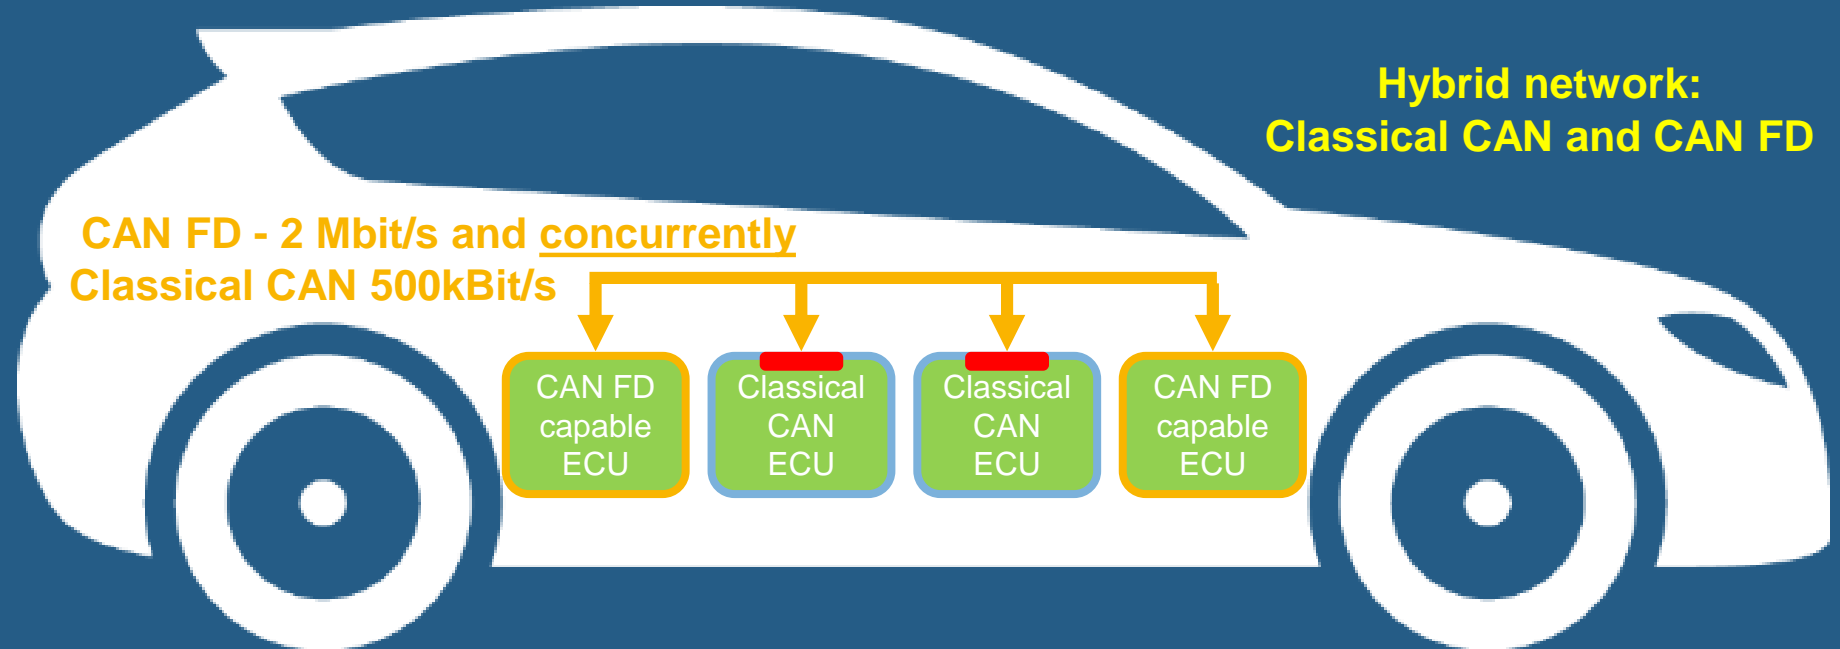 Hybrid network:
Classical CAN and CAN FD
CAN FD - 2 Mbit/s and concurrently
Classical CAN 500kBit/s
CAN FD
capable
ECU
Classical
CAN
ECU
Classical
CAN
ECU
CAN FD
capable
ECU